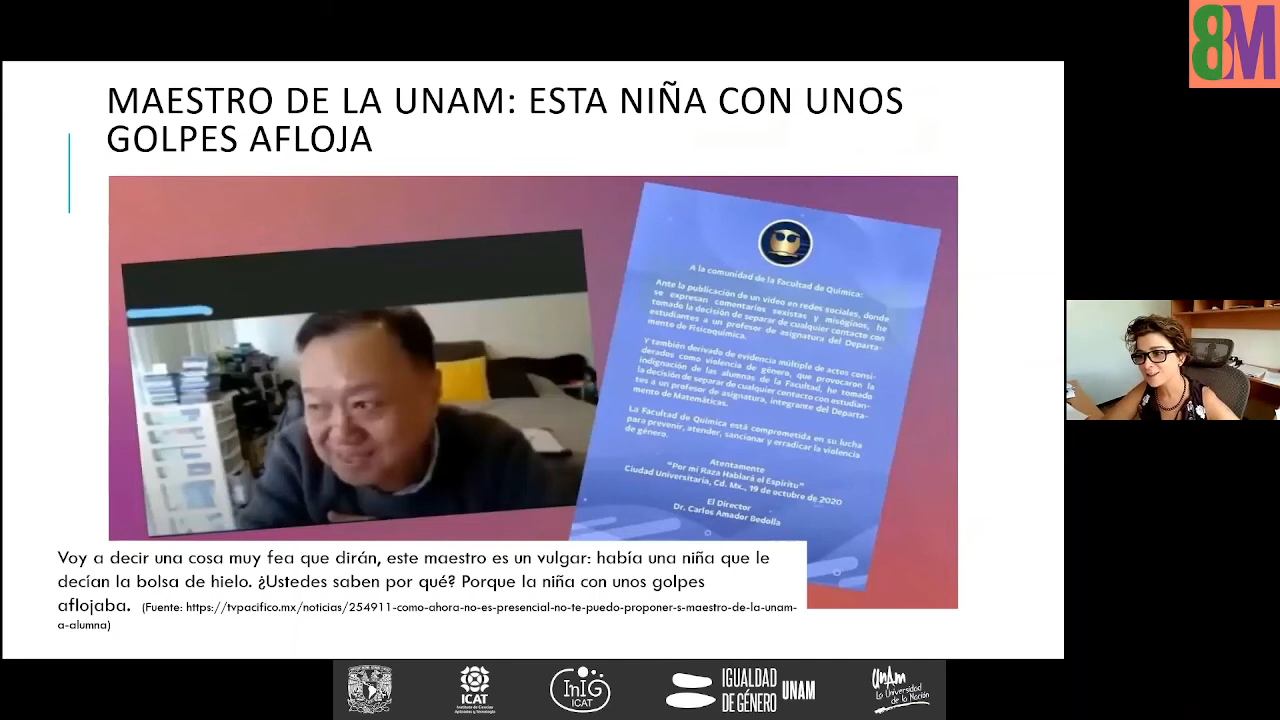 8M
MAESTRO DE LA UNAM: ESTA NIÑA CON UNOS
GOLPES AFLOJA
A la comunidad de la Facultad de Química:
Ante la publicación de un video en redes sociales, donde
se expresan comentarios sexistas y misóginos, he
tomado la decisión de separar de cualquier contacto con
estudiantes a un profesor de asignatura del Departa-
mento de Fisicoquímica.
Y también derivado de evidencia múltiple de actos consi-
derados como violencia de género, que provocaron la
indignación de las alumnas de la Facultad, he tomado
la decisión de separar de cualquier contacto con estudian-
tes a un profesor de asignatura, integrante del Departa-
mento de Matemáticas.
La Facultad de Química está comprometida en su lucha
para prevenir, atender, sancionar y erradicar la violencia
de género.
Atentamente
"Por mi Raza Hablará el Espíritu"
Ciudad Universitaria, Cd. Mx., 19 de octubre de 2020
El Director
Dr. Carlos Amador Bedolla
Voy a decir una cosa muy fea que dirán, este maestro es un vulgar: había una niña que le
decían la bolsa de hielo. ¿Ustedes saben por qué? Porque la niña con unos golpes
aflojaba. (Fuente: https://tvpacifico.mx/noticias/254911-como-ahora-no-es-presencial-no-te-puedo-proponer-s-maestro-de-la-unam-
a-alumna)
ICAT
Instituto de Ciencias
Aplicadas y Tecnología
InIG
ICAT
IGUALDAD
DE GÉNERO
UNAM
UnAm
La Universidad
de la Nación